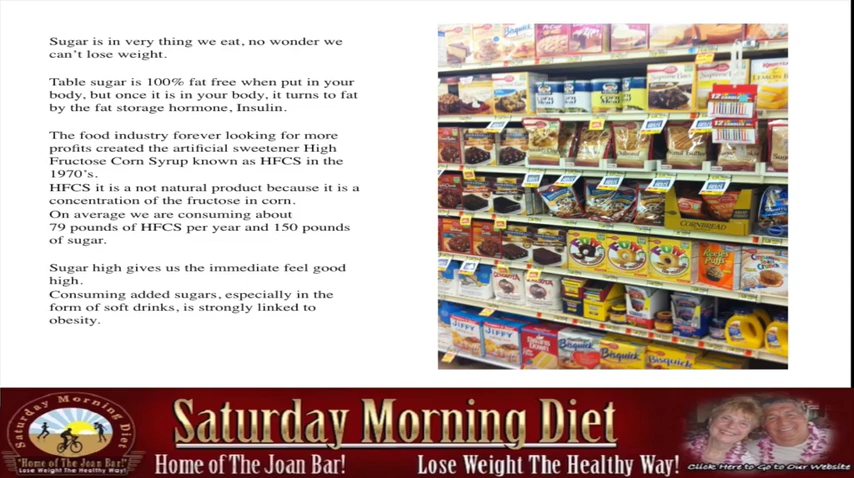 Sugar is in very thing we eat, no wonder we
can't lose weight.
Table sugar is 100% fat free when put in your
body, but once it is in your body, it turns to fat
by the fat storage hormone, Insulin.
The food industry forever looking for more
profits created the artificial sweetener High
Fructose Corn Syrup known as HFCS in the
1970's.
HFCS it is a not natural product because it is a
concentration of the fructose in corn.
On average we are consuming about
79 pounds of HFCS per year and 150 pounds
of sugar.
Sugar high gives us the immediate feel good
high.
Consuming added sugars, especially in the
form of soft drinks, is strongly linked to
obesity.
CORNBREAD
JIFFY
JIFFY
Bisquick
Bisquick
Bisquick
Saturday Morning Diet
"Home of The Joan Bar!"
Lose Weight The Healthy Way!
Saturday Morning Diet
Home of The Joan Bar!
Lose Weight The Healthy Way!
Click Here to Go to Our Website